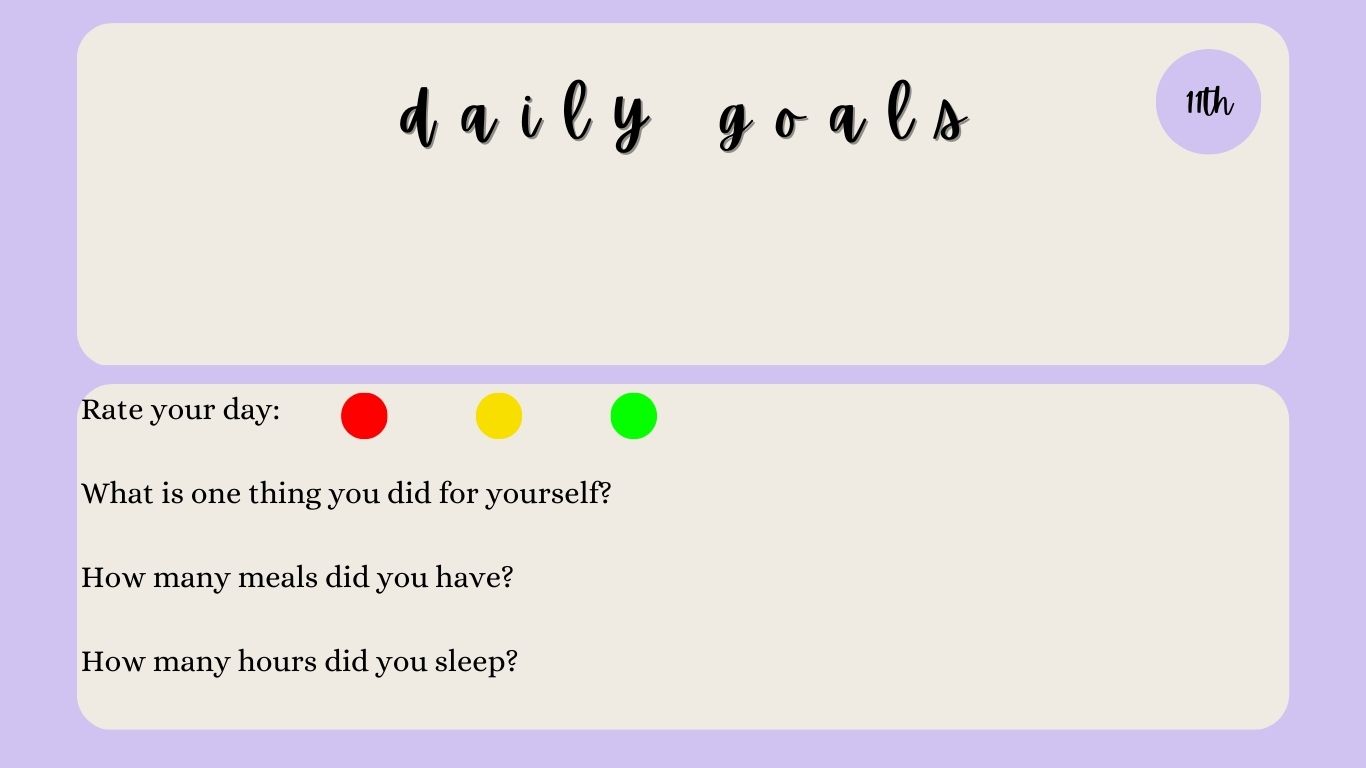 daily goals
11th
Rate your day:
What is one thing you did for yourself?
How many meals did you have?
How many hours did you sleep?